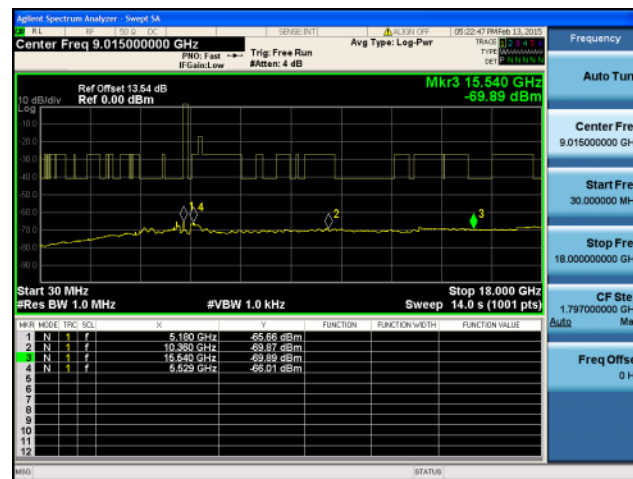 Agilent Spectrum Analyzer - Swept SA
RL RF 50 Ω DC SENSE:INT ALIGN OFF 05:22:47 PM Feb 13, 2015
Center Freq 9.015000000 GHz Avg Type: Log-Pwr TRACE 1 2 3 4 5 6
PNO: Fast Trig: Free Run TYPE
IFGain:Low #Atten: 4 dB DET P N N N N N
Mkr3 15.540 GHz
-69.89 dBm
Ref Offset 13.54 dB
10 dB/div Ref 0.00 dBm
Log
-10.0
-20.0
-30.0
-40.0
-50.0
-60.0
-70.0
-80.0
-90.0
1 4 2 3
Start 30 MHz Stop 18.000 GHz
#Res BW 1.0 MHz #VBW 1.0 kHz Sweep 14.0 s (1001 pts)
MKR MODE TRC SCL X Y FUNCTION FUNCTION WIDTH FUNCTION VALUE
1 N 1 f 5.180 GHz -65.66 dBm
2 N 1 f 10.360 GHz -69.87 dBm
3 N 1 f 15.540 GHz -69.89 dBm
4 N 1 f 5.529 GHz -66.01 dBm
5
6
7
8
9
10
11
12
MSG STATUS
Frequency
Auto Tun
Center Fre
9.015000000 GH
Start Fre
30.000000 MH
Stop Fre
18.000000000 GH
CF Ste
1.797000000 GH
Auto Ma
Freq Offse
0 H